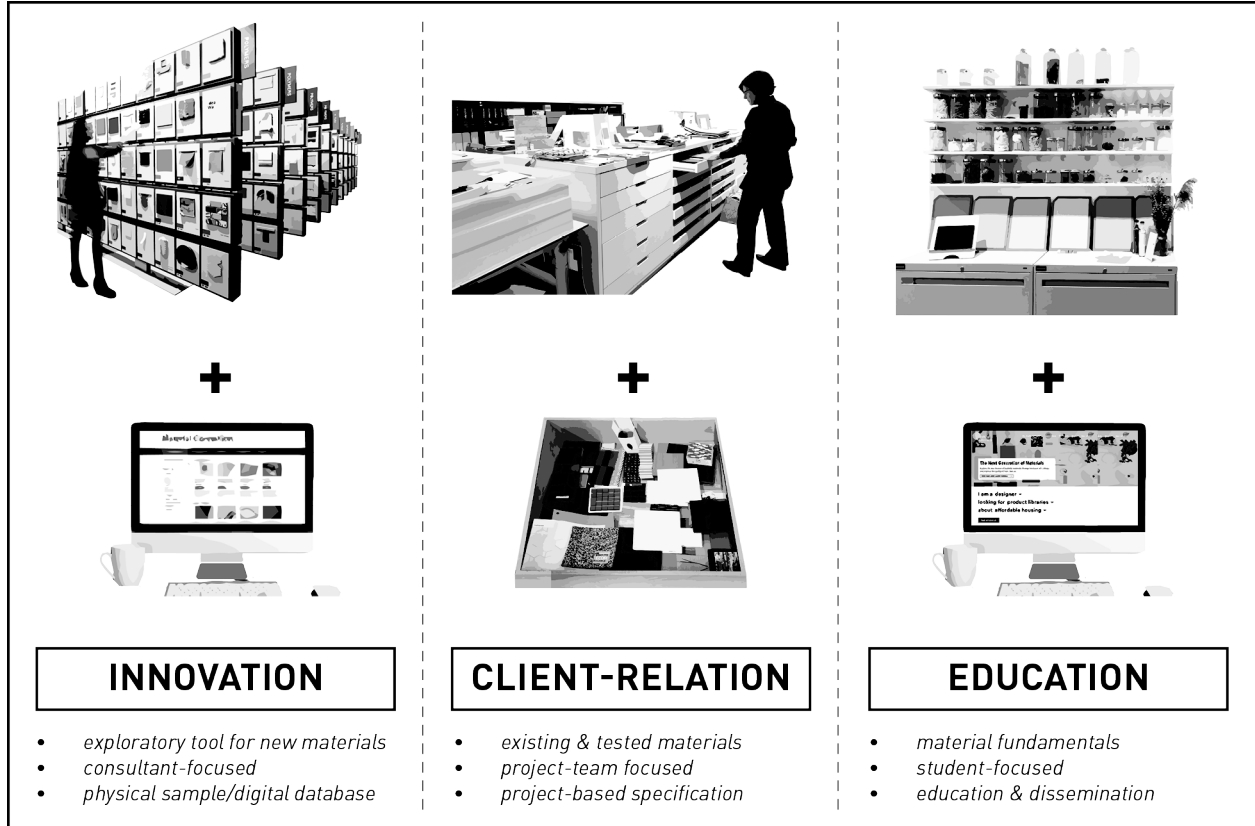 POLYMERS
+
Material ConneXion
INNOVATION
• exploratory tool for new materials
• consultant-focused
• physical sample/digital database
+
CLIENT-RELATION
• existing & tested materials
• project-team focused
• project-based specification
+
The Next Generation of Materials
I am a designer
looking for product libraries
about affordable housing
EDUCATION
• material fundamentals
• student-focused
• education & dissemination